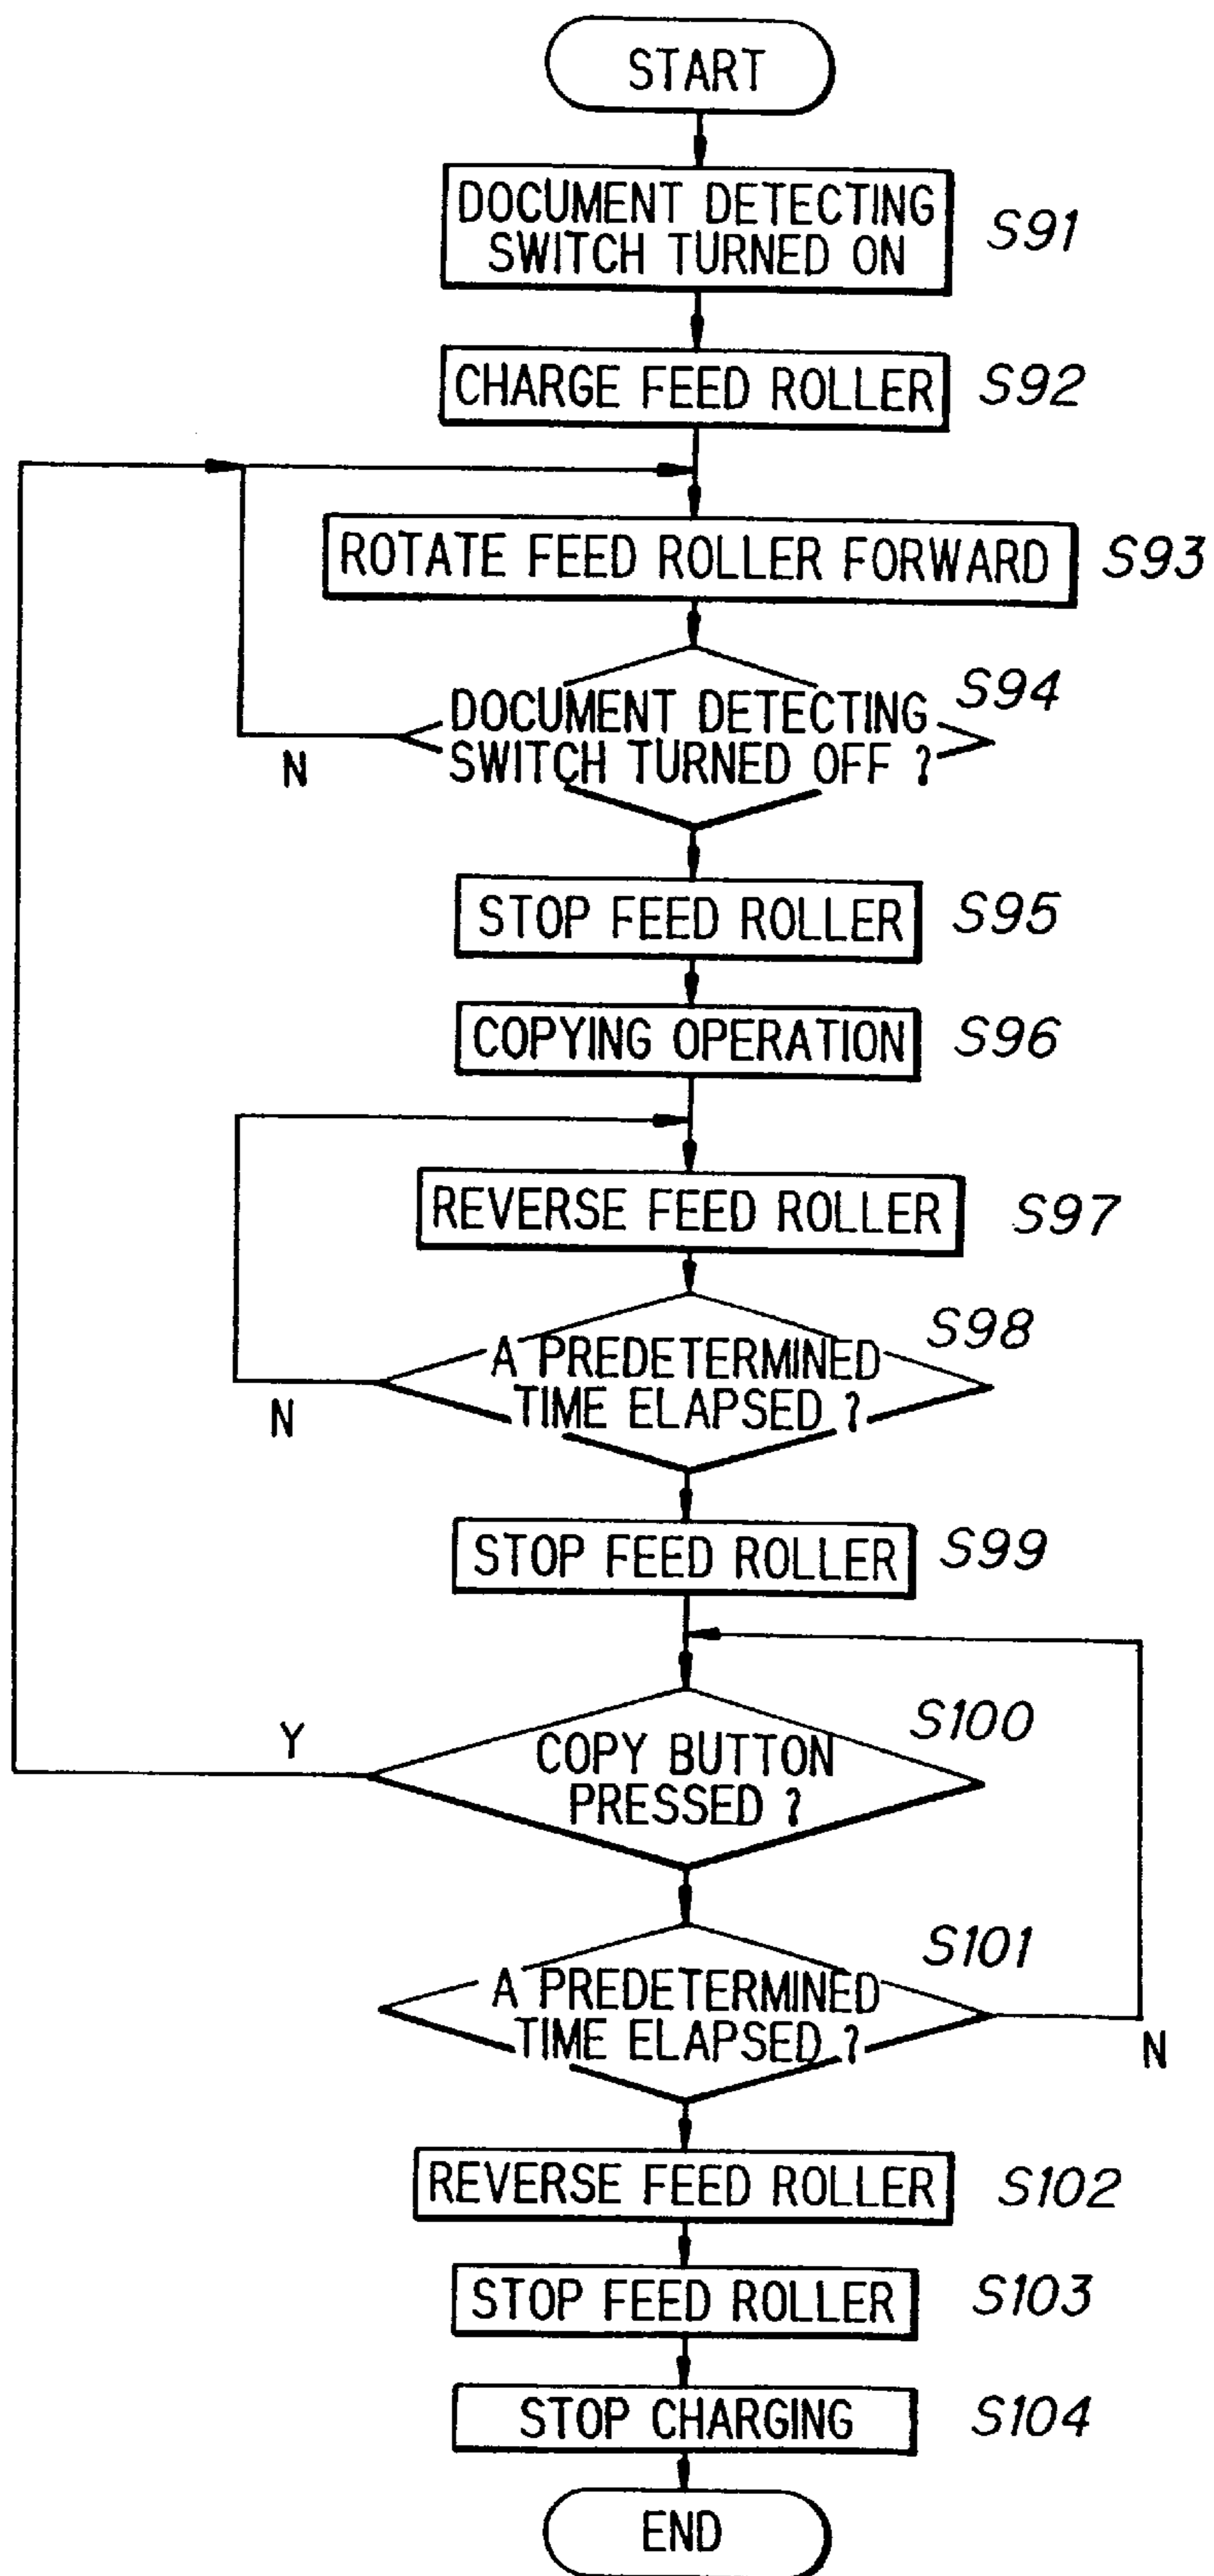 START
DOCUMENT DETECTING
SWITCH TURNED ON
S91
CHARGE FEED ROLLER
S92
ROTATE FEED ROLLER FORWARD
S93
DOCUMENT DETECTING
SWITCH TURNED OFF ?
S94
N
STOP FEED ROLLER
S95
COPYING OPERATION
S96
REVERSE FEED ROLLER
S97
A PREDETERMINED
TIME ELAPSED ?
S98
N
STOP FEED ROLLER
S99
COPY BUTTON
PRESSED ?
S100
Y
A PREDETERMINED
TIME ELAPSED ?
S101
N
REVERSE FEED ROLLER
S102
STOP FEED ROLLER
S103
STOP CHARGING
S104
END